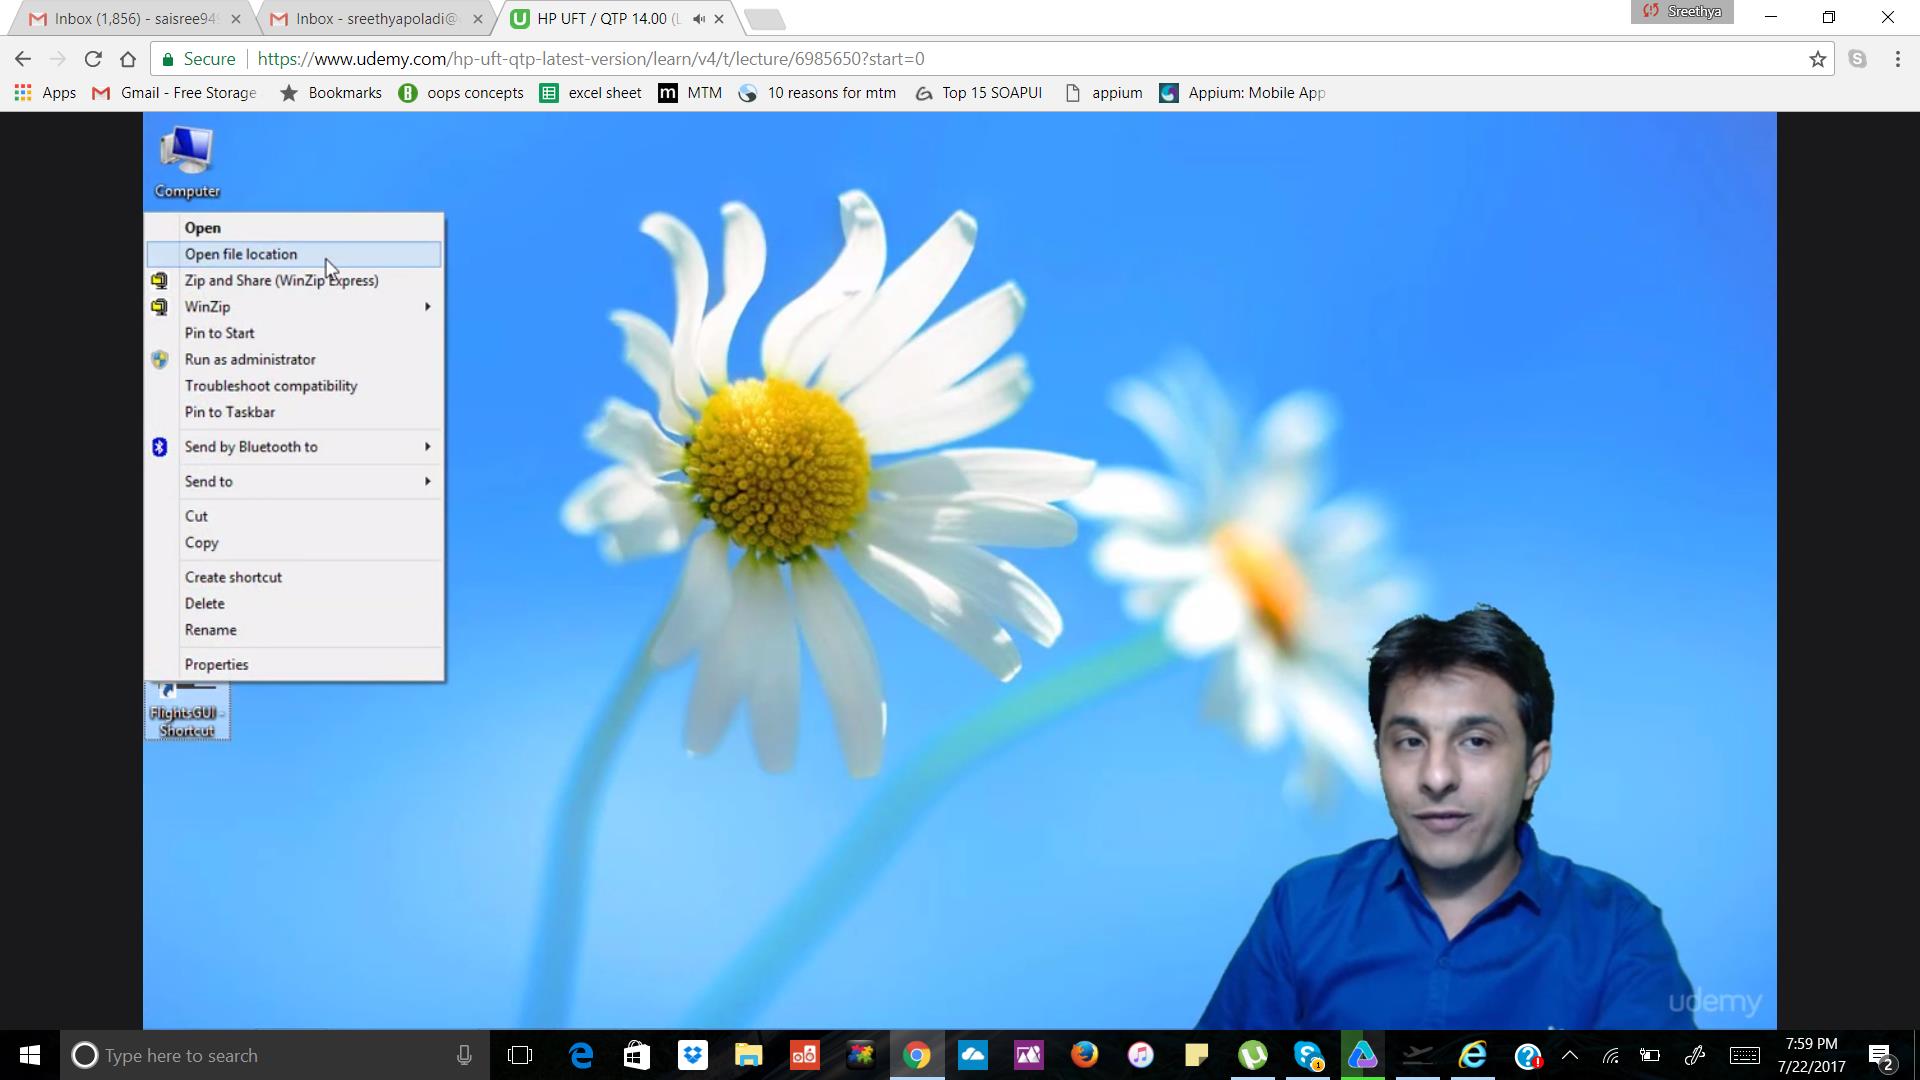 Inbox (1,856) - saisree949
Inbox - sreethyapoladi@
HP UFT / QTP 14.00 (L
Sreethya
Secure
https://www.udemy.com/hp-uft-qtp-latest-version/learn/v4/t/lecture/6985650?start=0
Apps
Gmail - Free Storage
Bookmarks
oops concepts
excel sheet
m MTM
10 reasons for mtm
Top 15 SOAPUI
appium
Appium: Mobile App
Computer
Open
Open file location
Zip and Share (WinZip Express)
WinZip
Pin to Start
Run as administrator
Troubleshoot compatibility
Pin to Taskbar
Send by Bluetooth to
Send to
Cut
Copy
Create shortcut
Delete
Rename
Properties
FlightsGUI -
Shortcut
udemy
Type here to search
7:59 PM
7/22/2017
2